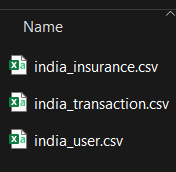 Name
india_insurance.csv
india_transaction.csv
india_user.csv